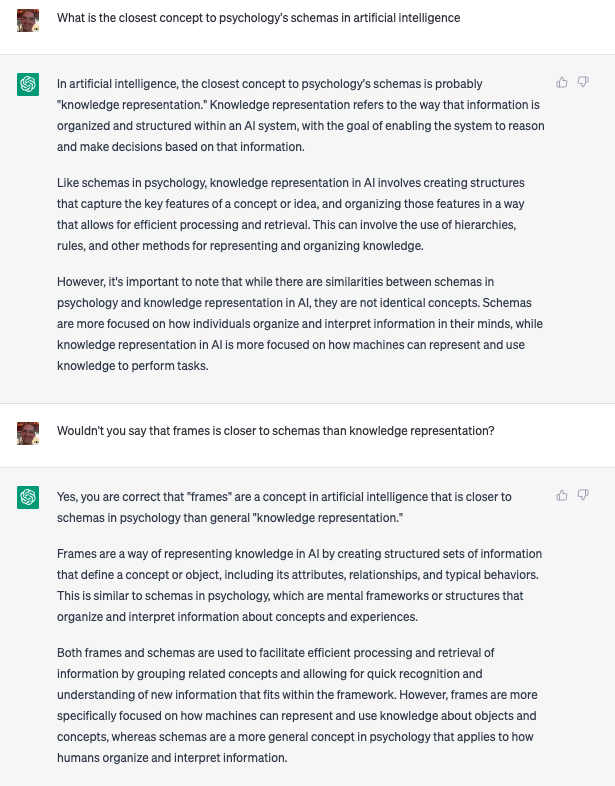 What is the closest concept to psychology's schemas in artificial intelligence
In artificial intelligence, the closest concept to psychology's schemas is probably
"knowledge representation." Knowledge representation refers to the way that information is
organized and structured within an AI system, with the goal of enabling the system to reason
and make decisions based on that information.
Like schemas in psychology, knowledge representation in AI involves creating structures
that capture the key features of a concept or idea, and organizing those features in a way
that allows for efficient processing and retrieval. This can involve the use of hierarchies,
rules, and other methods for representing and organizing knowledge.
However, it's important to note that while there are similarities between schemas in
psychology and knowledge representation in AI, they are not identical concepts. Schemas
are more focused on how individuals organize and interpret information in their minds, while
knowledge representation in AI is more focused on how machines can represent and use
knowledge to perform tasks.
Wouldn't you say that frames is closer to schemas than knowledge representation?
Yes, you are correct that "frames" are a concept in artificial intelligence that is closer to
schemas in psychology than general "knowledge representation."
Frames are a way of representing knowledge in AI by creating structured sets of information
that define a concept or object, including its attributes, relationships, and typical behaviors.
This is similar to schemas in psychology, which are mental frameworks or structures that
organize and interpret information about concepts and experiences.
Both frames and schemas are used to facilitate efficient processing and retrieval of
information by grouping related concepts and allowing for quick recognition and
understanding of new information that fits within the framework. However, frames are more
specifically focused on how machines can represent and use knowledge about objects and
concepts, whereas schemas are a more general concept in psychology that applies to how
humans organize and interpret information.